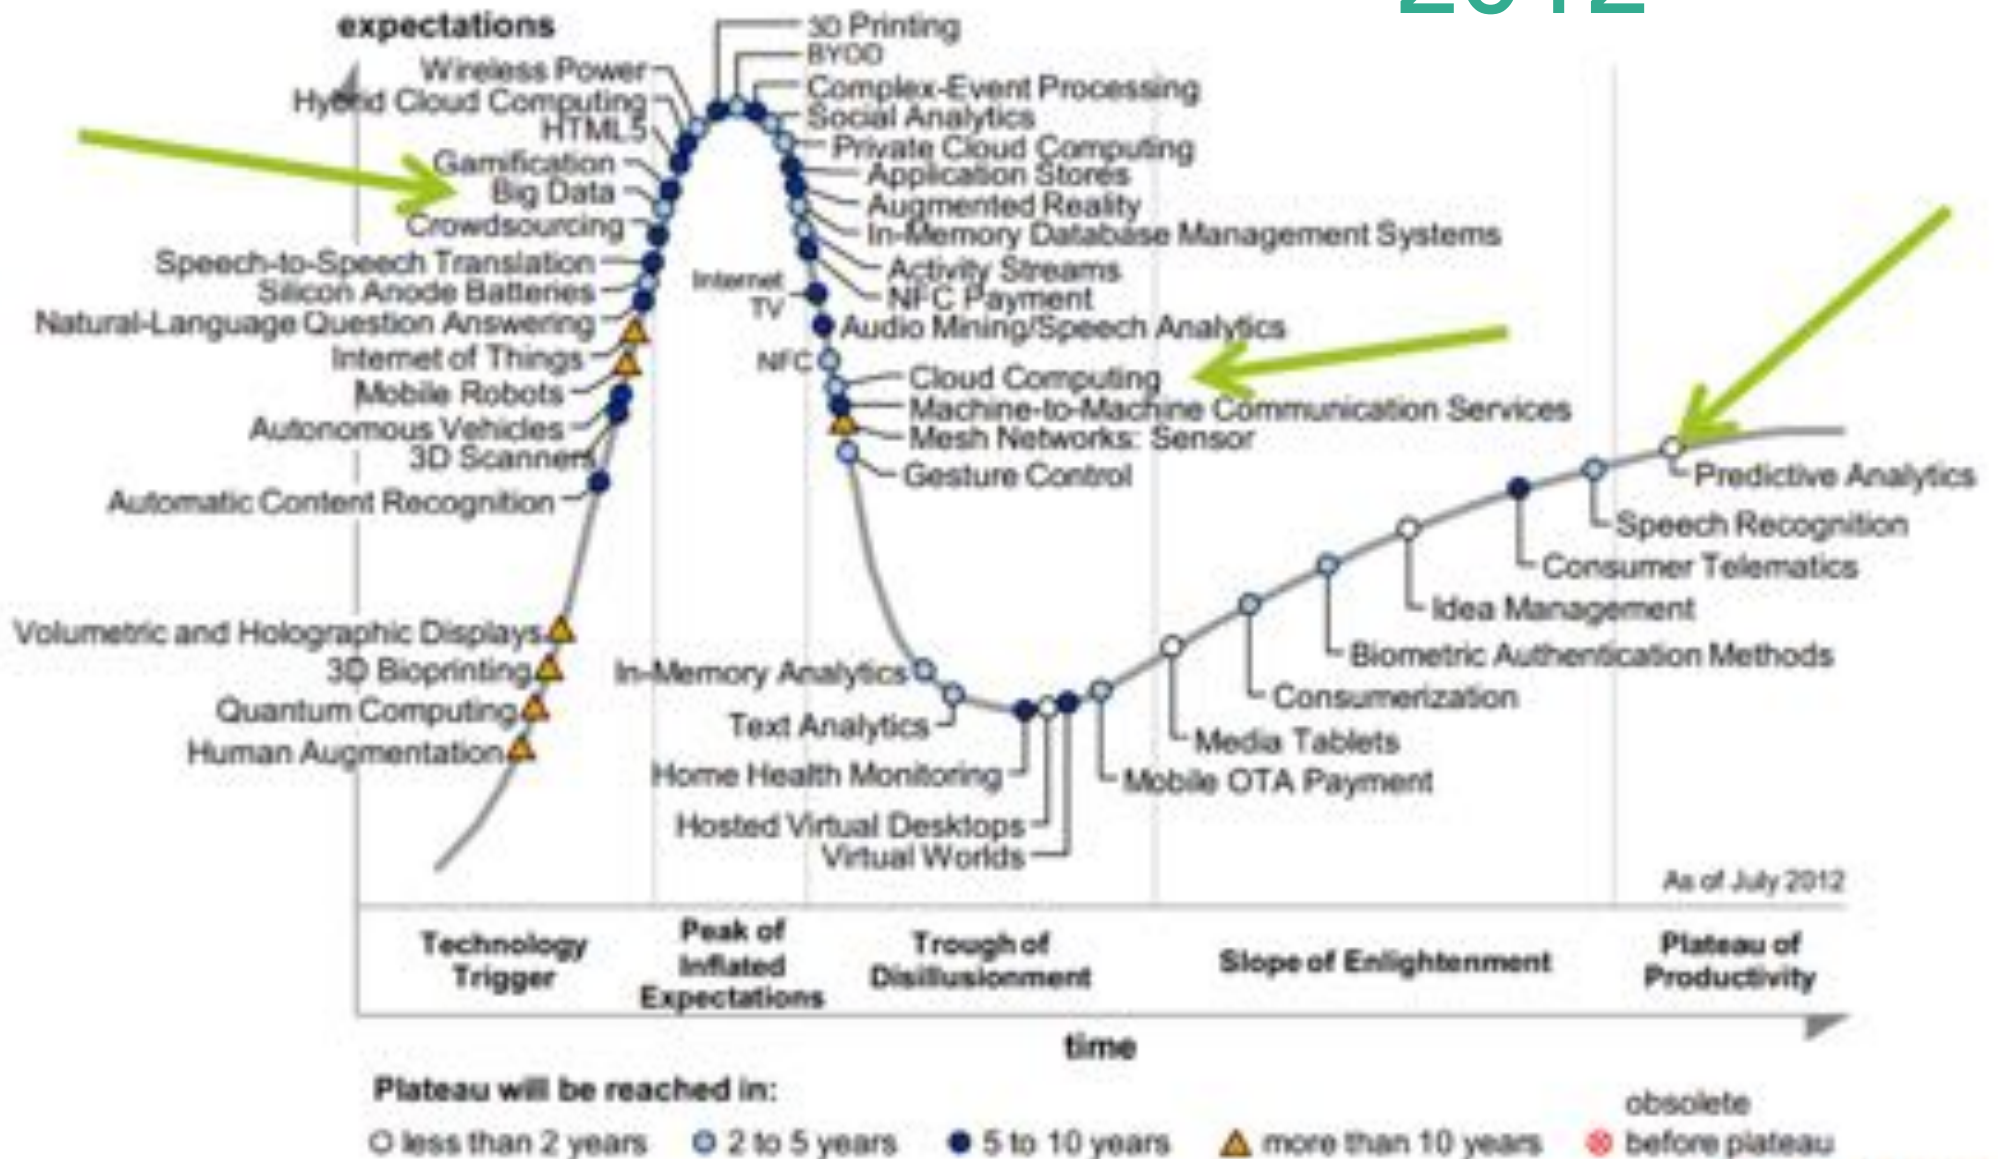 2012
expectations
3D Printing
BYOD
Wireless Power
Complex-Event Processing
Hybrid Cloud Computing
Social Analytics
HTML5
Private Cloud Computing
Gamification
Application Stores
Big Data
Augmented Reality
Crowdsourcing
In-Memory Database Management Systems
Speech-to-Speech Translation
Activity Streams
Silicon Anode Batteries
Internet
TV
NFC Payment
Natural-Language Question Answering
Audio Mining/Speech Analytics
Internet of Things
NFC
Cloud Computing
Mobile Robots
Machine-to-Machine Communication Services
Autonomous Vehicles
Mesh Networks: Sensor
3D Scanners
Gesture Control
Predictive Analytics
Automatic Content Recognition
Speech Recognition
Consumer Telematics
Idea Management
Volumetric and Holographic Displays
Biometric Authentication Methods
3D Bioprinting
In-Memory Analytics
Consumerization
Quantum Computing
Text Analytics
Media Tablets
Human Augmentation
Home Health Monitoring
Mobile OTA Payment
Hosted Virtual Desktops
Virtual Worlds
As of July 2012
Technology
Trigger
Peak of
Inflated
Expectations
Trough of
Disillusionment
Slope of Enlightenment
Plateau of
Productivity
time
Plateau will be reached in:
less than 2 years
2 to 5 years
5 to 10 years
more than 10 years
obsolete
before plateau